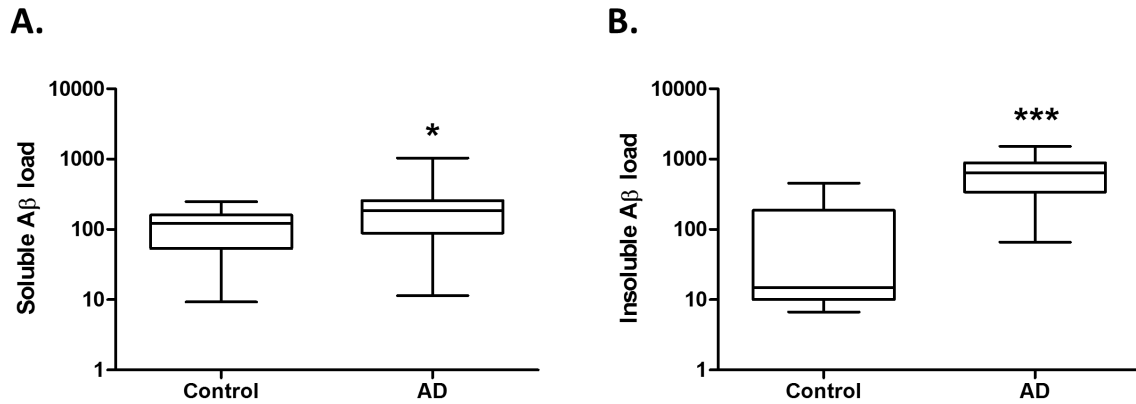 A.
Soluble Aβ load
10000
1000
100
10
1
*
Control
AD
B.
Insoluble Aβ load
10000
1000
100
10
1
***
Control
AD